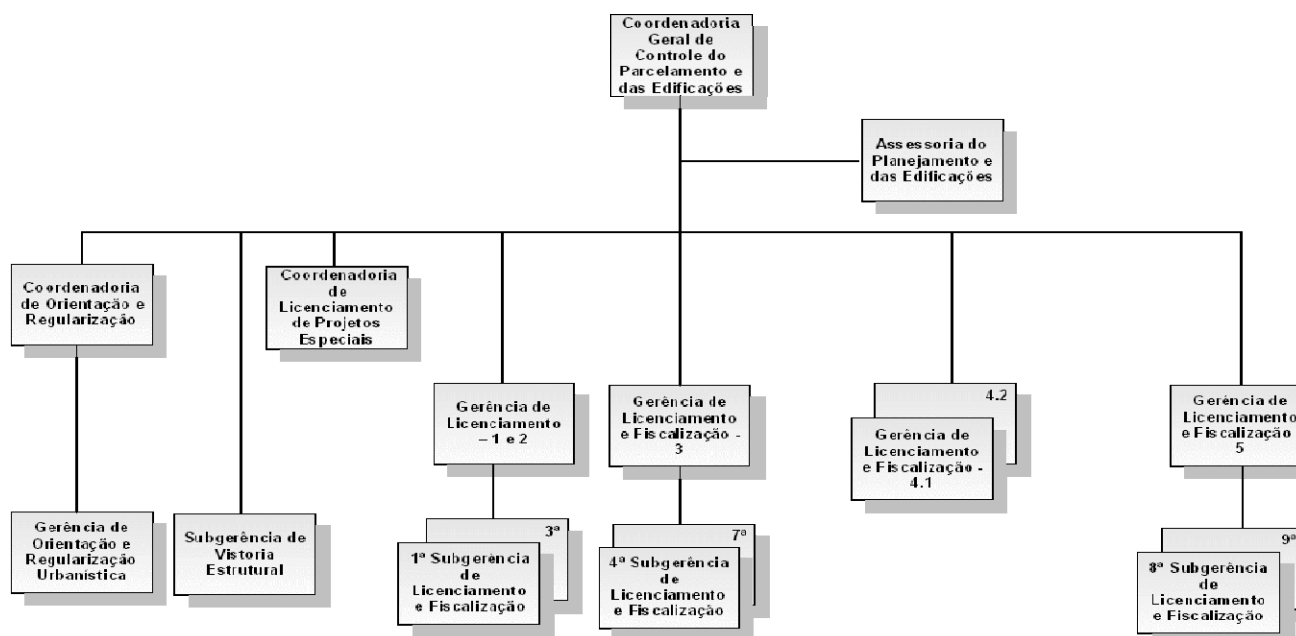 Coordenadoria
Geral de
Controle do
Parcelamento e
das Edificações
Assessoria do
Planejamento e
das Edificações
Coordenadoria
de Orientação e
Regularização
Coordenadoria
de
Licenciamento
de Projetos
Especiais
Gerência de
Licenciamento
– 1 e 2
Gerência de
Licenciamento
e Fiscalização -
3
4.2
Gerência de
Licenciamento
e Fiscalização -
4.1
Gerência de
Licenciamento
e Fiscalização
5
Gerência de
Orientação e
Regularização
Urbanística
Subgerência de
Vistoria
Estrutural
3ª
1ª Subgerência
de
Licenciamento
e Fiscalização
7ª
4ª Subgerência
de
Licenciamento
e Fiscalização
9ª
8ª Subgerência
de
Licenciamento
e Fiscalização